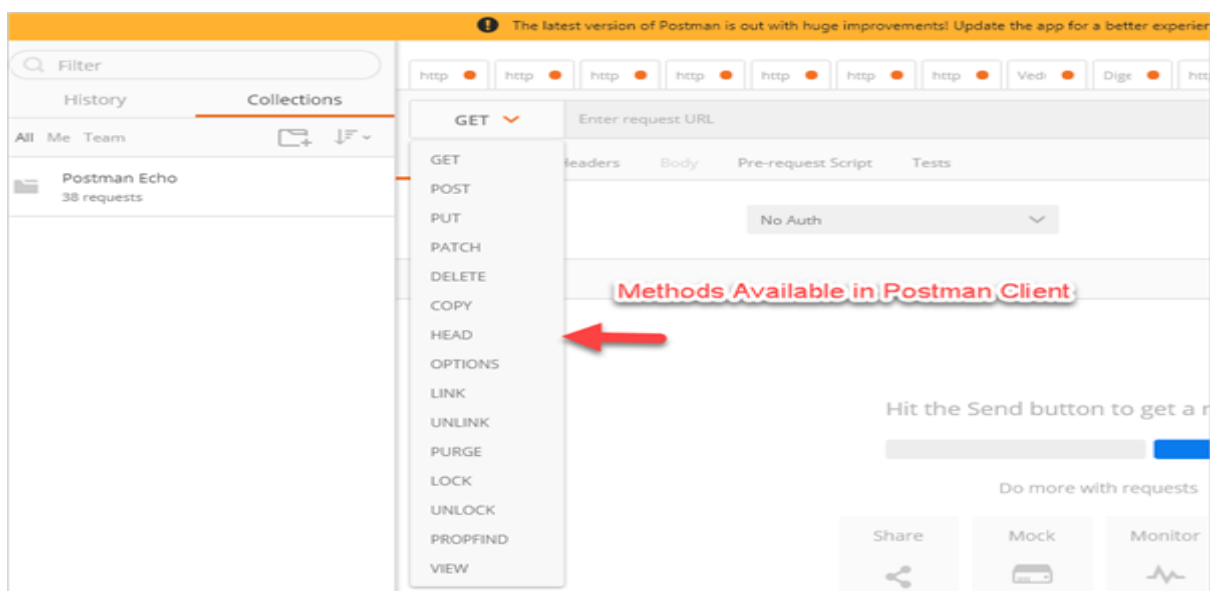 The latest version of Postman is out with huge improvements! Update the app for a better
Filter
History Collections
All Me Team
Postman Echo
38 requests
http http http http http http http
GET Enter request URL
Body Pre-request Script Tests
No Auth
GET
POST
PUT
PATCH
DELETE
COPY
HEAD
OPTIONS
LINK
UNLINK
PURGE
LOCK
UNLOCK
PROPFIND
VIEW
Methods Available in Postman Client
Hit the Send button to get a
Do more with requests
Share Mock Monitor